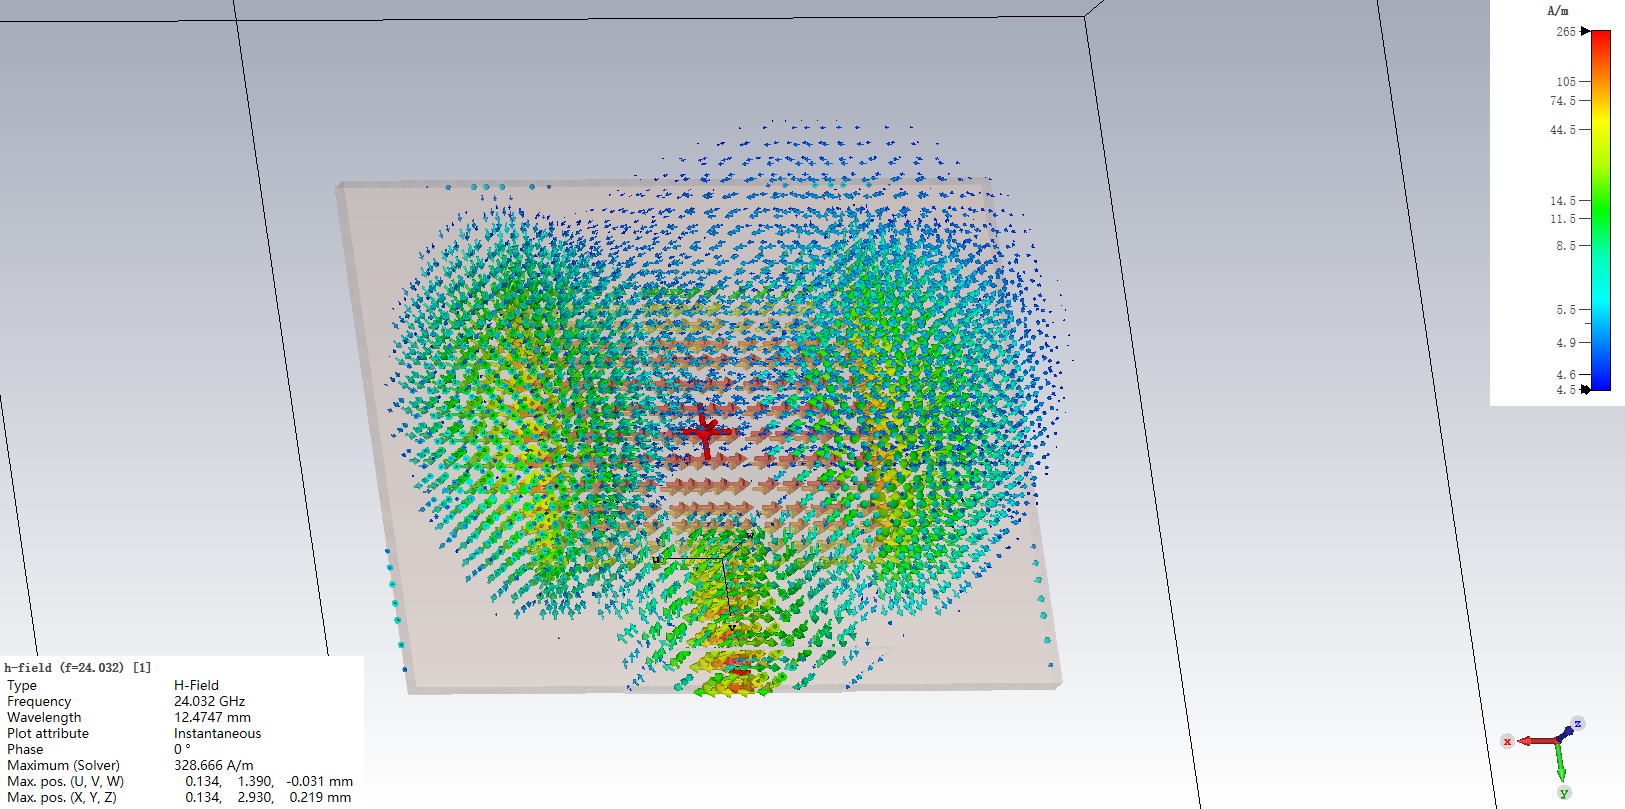 A/m
265
105
74.5
44.5
14.5
11.5
8.5
5.5
4.9
4.6
4.5
w
u
v
h-field (f=24.032) [1]
Type H-Field
Frequency 24.032 GHz
Wavelength 12.4747 mm
Plot attribute Instantaneous
Phase 0 °
Maximum (Solver) 328.666 A/m
Max. pos. (U, V, W) 0.134, 1.390, -0.031 mm
Max. pos. (X, Y, Z) 0.134, 2.930, 0.219 mm
z
x
y